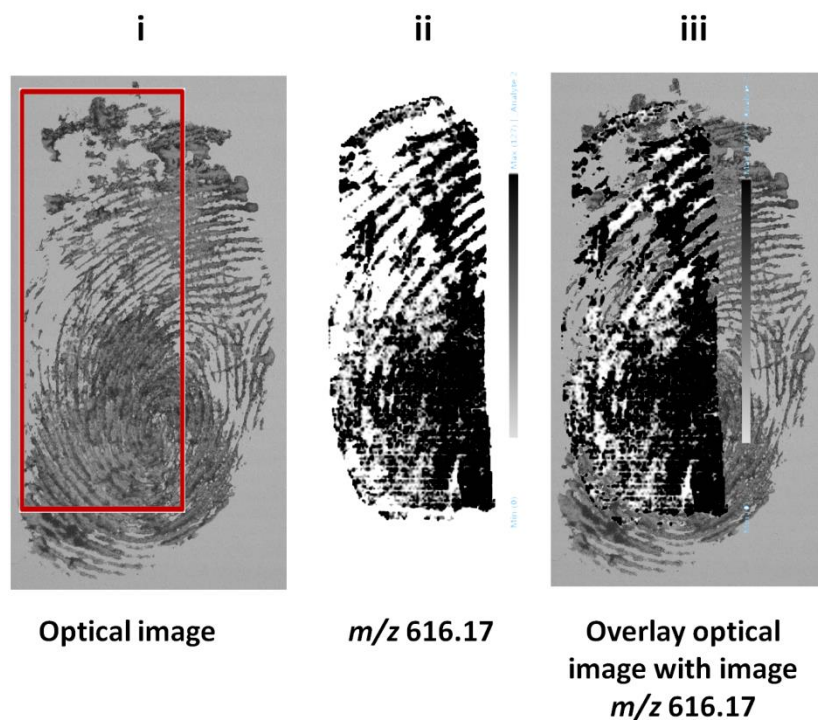 i
ii
iii
Optical image
m/z 616.17
Overlay optical
image with image
m/z 616.17